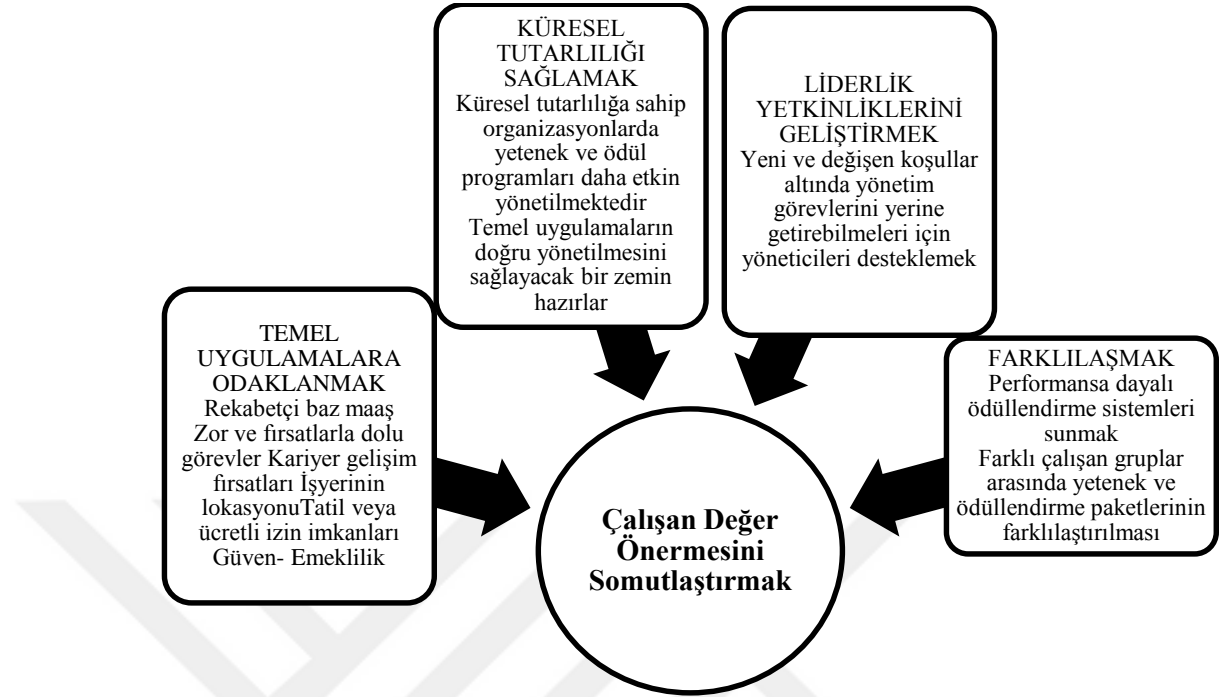 KÜRESEL
TUTARLILIĞI
SAĞLAMAK
Küresel tutarlılığa sahip
organizasyonlarda
yetenek ve ödül
programları daha etkin
yönetilmektedir
Temel uygulamaların
doğru yönetilmesini
sağlayacak bir zemin
hazırlar
LİDERLİK
YETKİNLİKLERİNİ
GELİŞTİRMEK
Yeni ve değişen koşullar
altında yönetim
görevlerini yerine
getirebilmeleri için
yöneticileri desteklemek
TEMEL
UYGULAMALARA
ODAKLANMAK
Rekabetçi baz maaş
Zor ve fırsatlarla dolu
görevler Kariyer gelişim
fırsatları İşyerinin
lokasyonuTatil veya
ücretli izin imkanları
Güven- Emeklilik
FARKLILAŞMAK
Performansa dayalı
ödüllendirme sistemleri
sunmak
Farklı çalışan gruplar
arasında yetenek ve
ödüllendirme paketlerinin
farklılaştırılması
Çalışan Değer
Önermesini
Somutlaştırmak